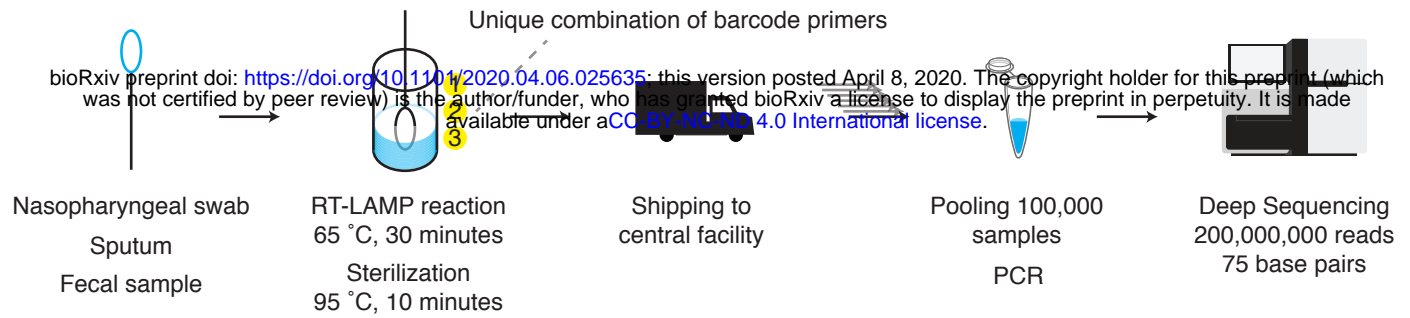 Unique combination of barcode primers
bioRxiv preprint doi: https://doi.org/10.1101/2020.04.06.025635; this version posted April 8, 2020. The copyright holder for this preprint (which
was not certified by peer review) is the author/funder, who has granted bioRxiv a license to display the preprint in perpetuity. It is made
available under aCC-BY-NC-ND 4.0 International license.
1
2
3
Nasopharyngeal swab
Sputum
Fecal sample
RT-LAMP reaction
65 ˚C, 30 minutes
Sterilization
95 ˚C, 10 minutes
Shipping to
central facility
Pooling 100,000
samples
PCR
Deep Sequencing
200,000,000 reads
75 base pairs